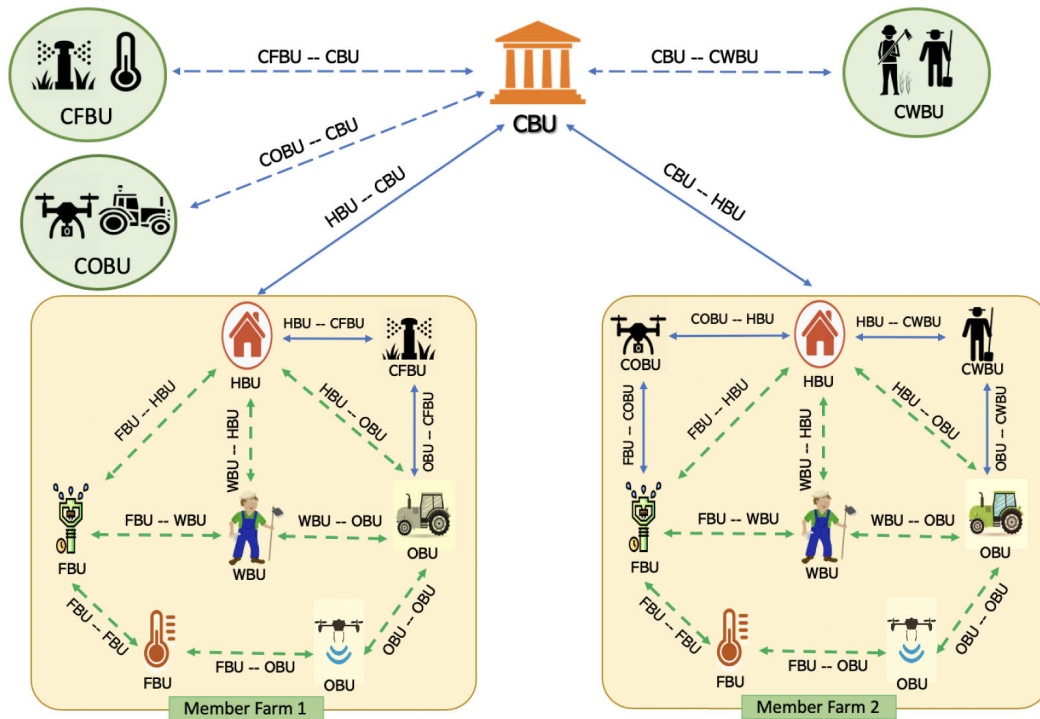 CFBU -- CBU
CBU -- CWBU
CFBU
CBU
CWBU
COBU -- CBU
HBU -- CBU
CBU -- HBU
COBU
HBU -- CFBU
HBU
CFBU
FBU -- HBU
WBU -- HBU
HBU -- OBU
OBU -- CFBU
FBU -- WBU
WBU -- OBU
FBU
WBU
OBU
FBU -- FBU
FBU -- OBU
OBU -- OBU
FBU
OBU
Member Farm 1
COBU -- HBU
HBU -- CWBU
COBU
HBU
CWBU
FBU -- COBU
FBU -- HBU
WBU -- HBU
HBU -- OBU
OBU -- CWBU
FBU -- WBU
WBU -- OBU
FBU
WBU
OBU
FBU -- FBU
FBU -- OBU
OBU -- OBU
FBU
OBU
Member Farm 2